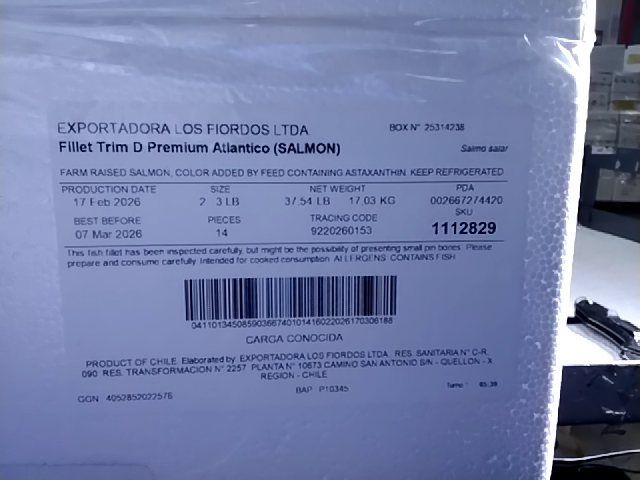 EXPORTADORA LOS FIORDOS LTDA.
BOX N° 25314238
Fillet Trim D Premium Atlantico (SALMON)
Salmo salar
FARM RAISED SALMON, COLOR ADDED BY FEED CONTAINING ASTAXANTHIN. KEEP REFRIGERATED
PRODUCTION DATE SIZE NET WEIGHT PDA
17 Feb 2026 2 3 LB 37.54 LB 17.03 KG 002667274420
SKU
BEST BEFORE PIECES TRACING CODE 1112829
07 Mar 2026 14 9220260153
This fish fillet has been inspected carefully, but might be the possibility of presenting small pin bones. Please
prepare and consume carefully. Intended for cooked consumption. ALLERGENS: CONTAINS FISH
CARGA CONOCIDA
PRODUCT OF CHILE. Elaborated by: EXPORTADORA LOS FIORDOS LTDA. RES. SANITARIA N° C-R.
090 RES. TRANSFORMACION N° 2257 PLANTA N° 10673 CAMINO SAN ANTONIO S/N - QUELLON - X
REGION - CHILE
GGN 4052852022576
BAP P10345
Turno